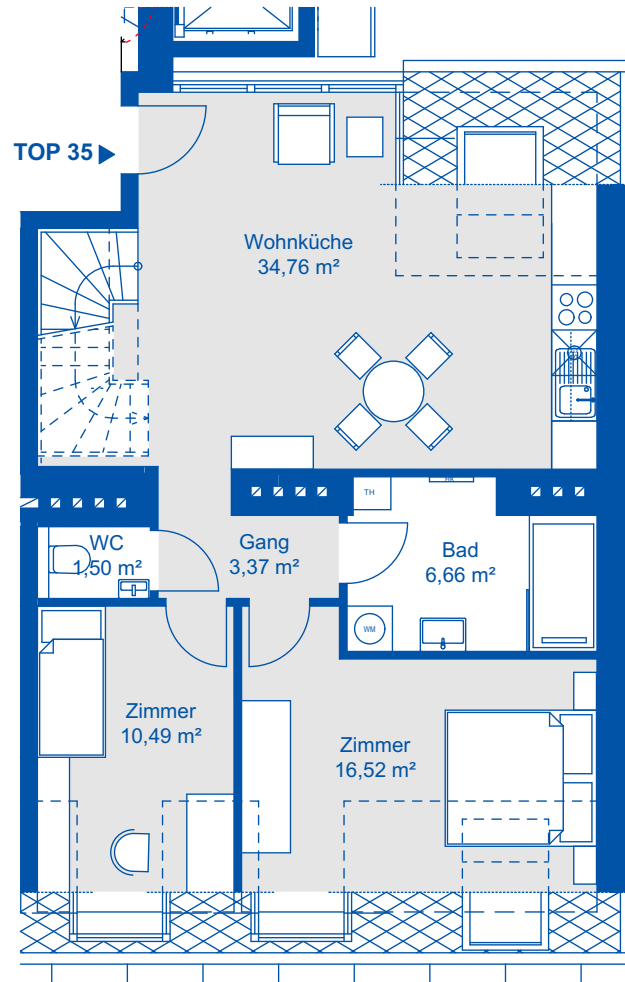 TOP 35
Wohnküche
34,76 m²
TH
HK
WC
1,50 m²
Gang
3,37 m²
Bad
6,66 m²
WM
Zimmer
10,49 m²
Zimmer
16,52 m²